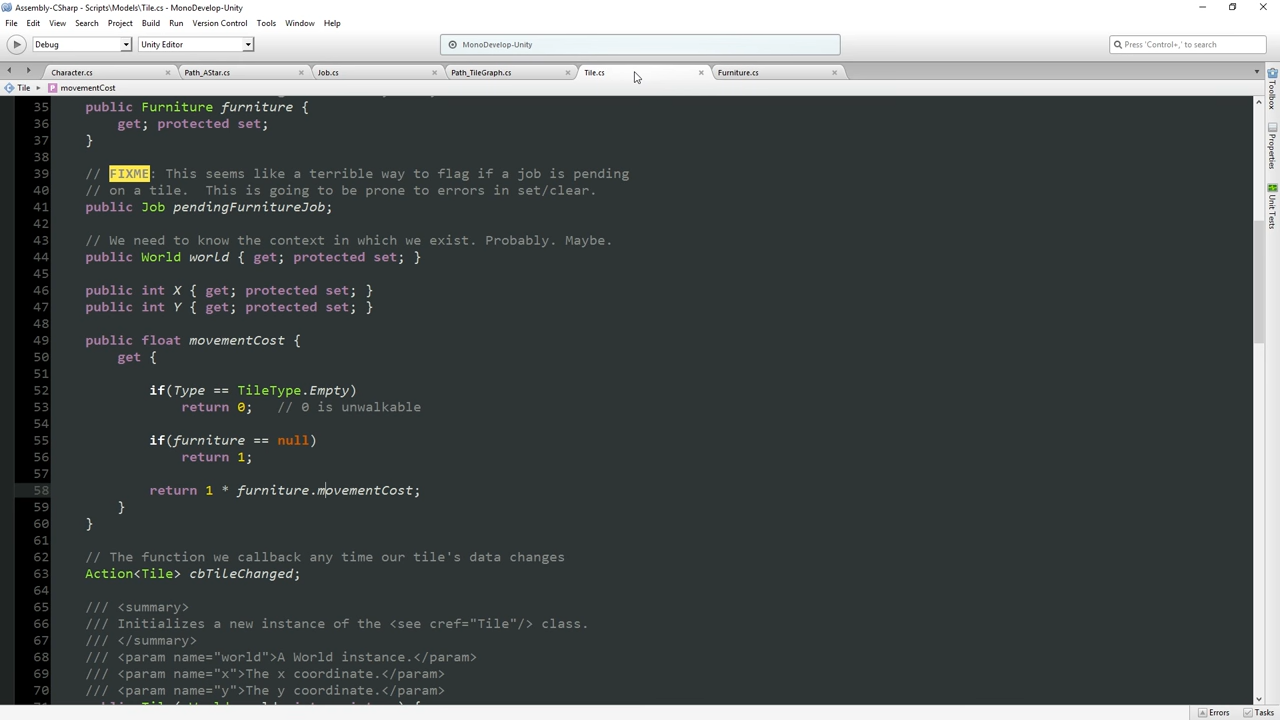 Assembly-CSharp - Scripts\Models\Tile.cs - MonoDevelop-Unity
File Edit View Search Project Build Run Version Control Tools Window Help
Debug Unity Editor MonoDevelop-Unity Press 'Control+,' to search
Character.cs Path_AStar.cs Job.cs Path_TileGraph.cs Tile.cs Furniture.cs
Tile movementCost
Toolbox
Properties
Unit Tests
35 public Furniture furniture {
36 get; protected set;
37 }
38
39 // FIXME: This seems like a terrible way to flag if a job is pending
40 // on a tile.  This is going to be prone to errors in set/clear.
41 public Job pendingFurnitureJob;
42
43 // We need to know the context in which we exist. Probably. Maybe.
44 public World world { get; protected set; }
45
46 public int X { get; protected set; }
47 public int Y { get; protected set; }
48
49 public float movementCost {
50 get {
51
52 if(Type == TileType.Empty)
53 return 0;   // 0 is unwalkable
54
55 if(furniture == null)
56 return 1;
57
58 return 1 * furniture.movementCost;
59 }
60 }
61
62 // The function we callback any time our tile's data changes
63 Action<Tile> cbTileChanged;
64
65 /// <summary>
66 /// Initializes a new instance of the <see cref="Tile"/> class.
67 /// </summary>
68 /// <param name="world">A World instance.</param>
69 /// <param name="x">The x coordinate.</param>
70 /// <param name="y">The y coordinate.</param>
Errors Tasks